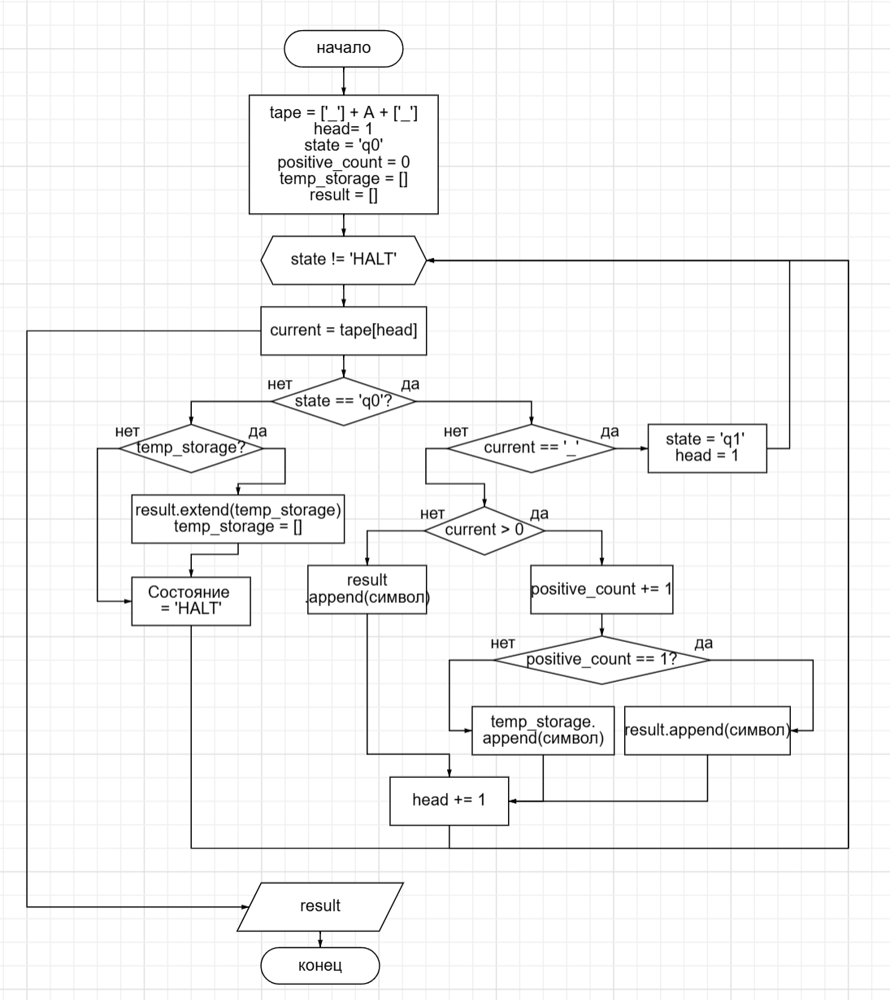 начало
tape = ['_'] + A + ['_']
head= 1
state = 'q0'
positive_count = 0
temp_storage = []
result = []
state != 'HALT'
current = tape[head]
нет
да
state == 'q0'?
нет
да
temp_storage?
нет
да
current == '_'
state = 'q1'
head = 1
result.extend(temp_storage)
temp_storage = []
нет
да
current > 0
Состояние
= 'HALT'
result
.append(символ)
positive_count += 1
нет
да
positive_count == 1?
temp_storage.
append(символ)
result.append(символ)
head += 1
result
конец